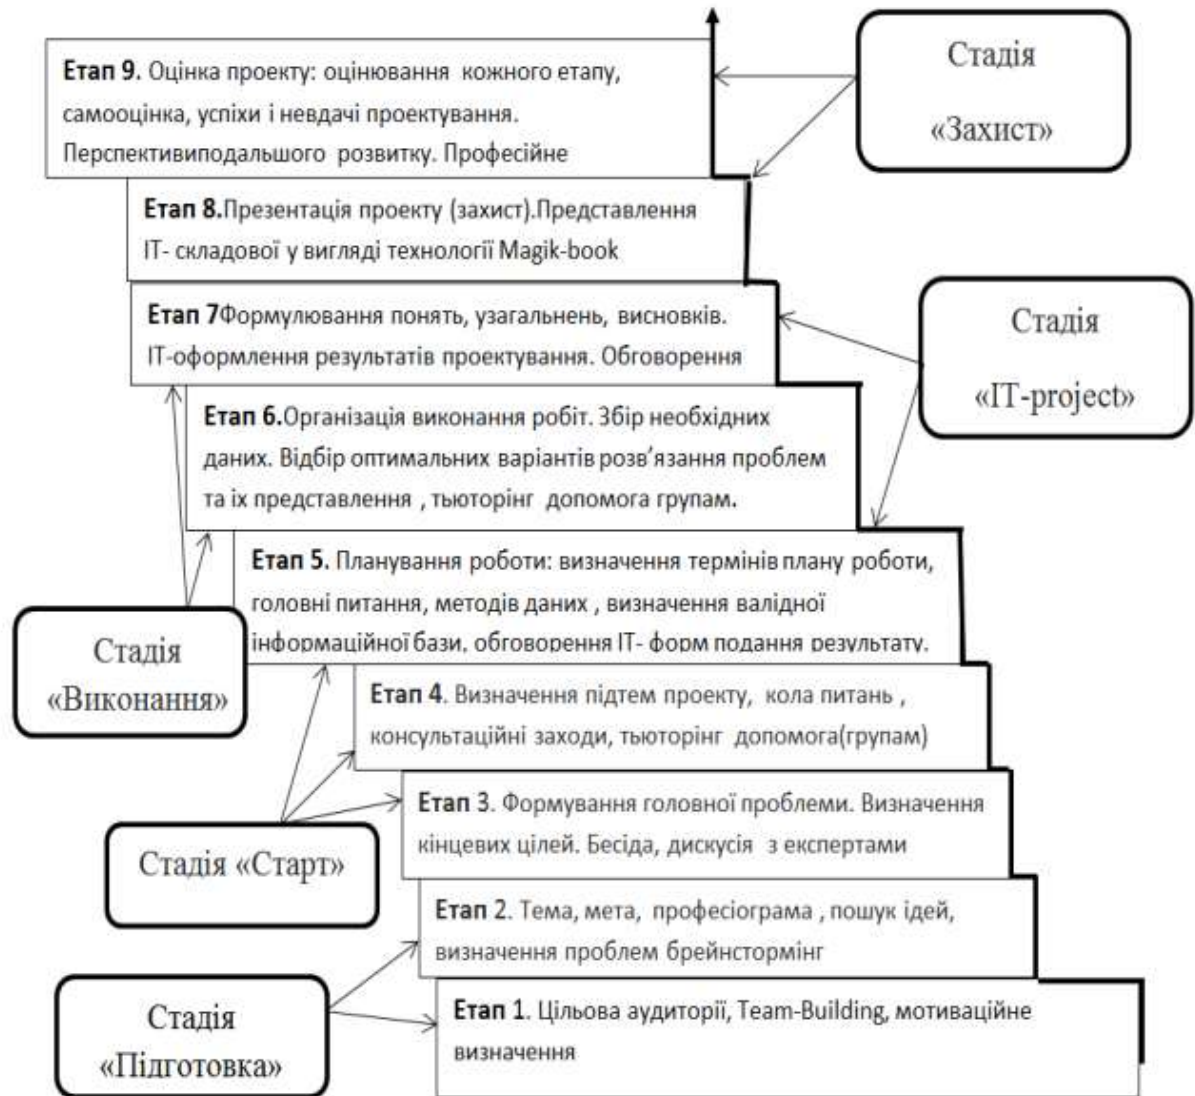 Стадія
«Захист»
Етап 9. Оцінка проекту: оцінювання кожного етапу,
самооцінка, успіхи і невдачі проектування.
Перспективиподальшого розвитку. Професійне
Етап 8.Презентація проекту (захист).Представлення
ІТ- складової у вигляді технології Magik-book
Стадія
«IT-project»
Етап 7Формулювання понять, узагальнень, висновків.
ІТ-оформлення результатів проектування. Обговорення
Етап 6.Організація виконання робіт. Збір необхідних
даних. Відбір оптимальних варіантів розв’язання проблем
та іх представлення , тьюторінг допомога групам.
Етап 5. Планування роботи: визначення термінів плану роботи,
головні питання, методів даних , визначення валідної
інформаційної бази, обговорення ІТ- форм подання результату.
Стадія
«Виконання»
Етап 4. Визначення підтем проекту, кола питань ,
консультаційні заходи, тьюторінг допомога(групам)
Етап 3. Формування головної проблеми. Визначення
кінцевих цілей. Бесіда, дискусія з експертами
Стадія «Старт»
Етап 2. Тема, мета, професіограма , пошук ідей,
визначення проблем брейнстормінг
Етап 1. Цільова аудиторії, Team-Building, мотиваційне
визначення
Стадія
«Підготовка»